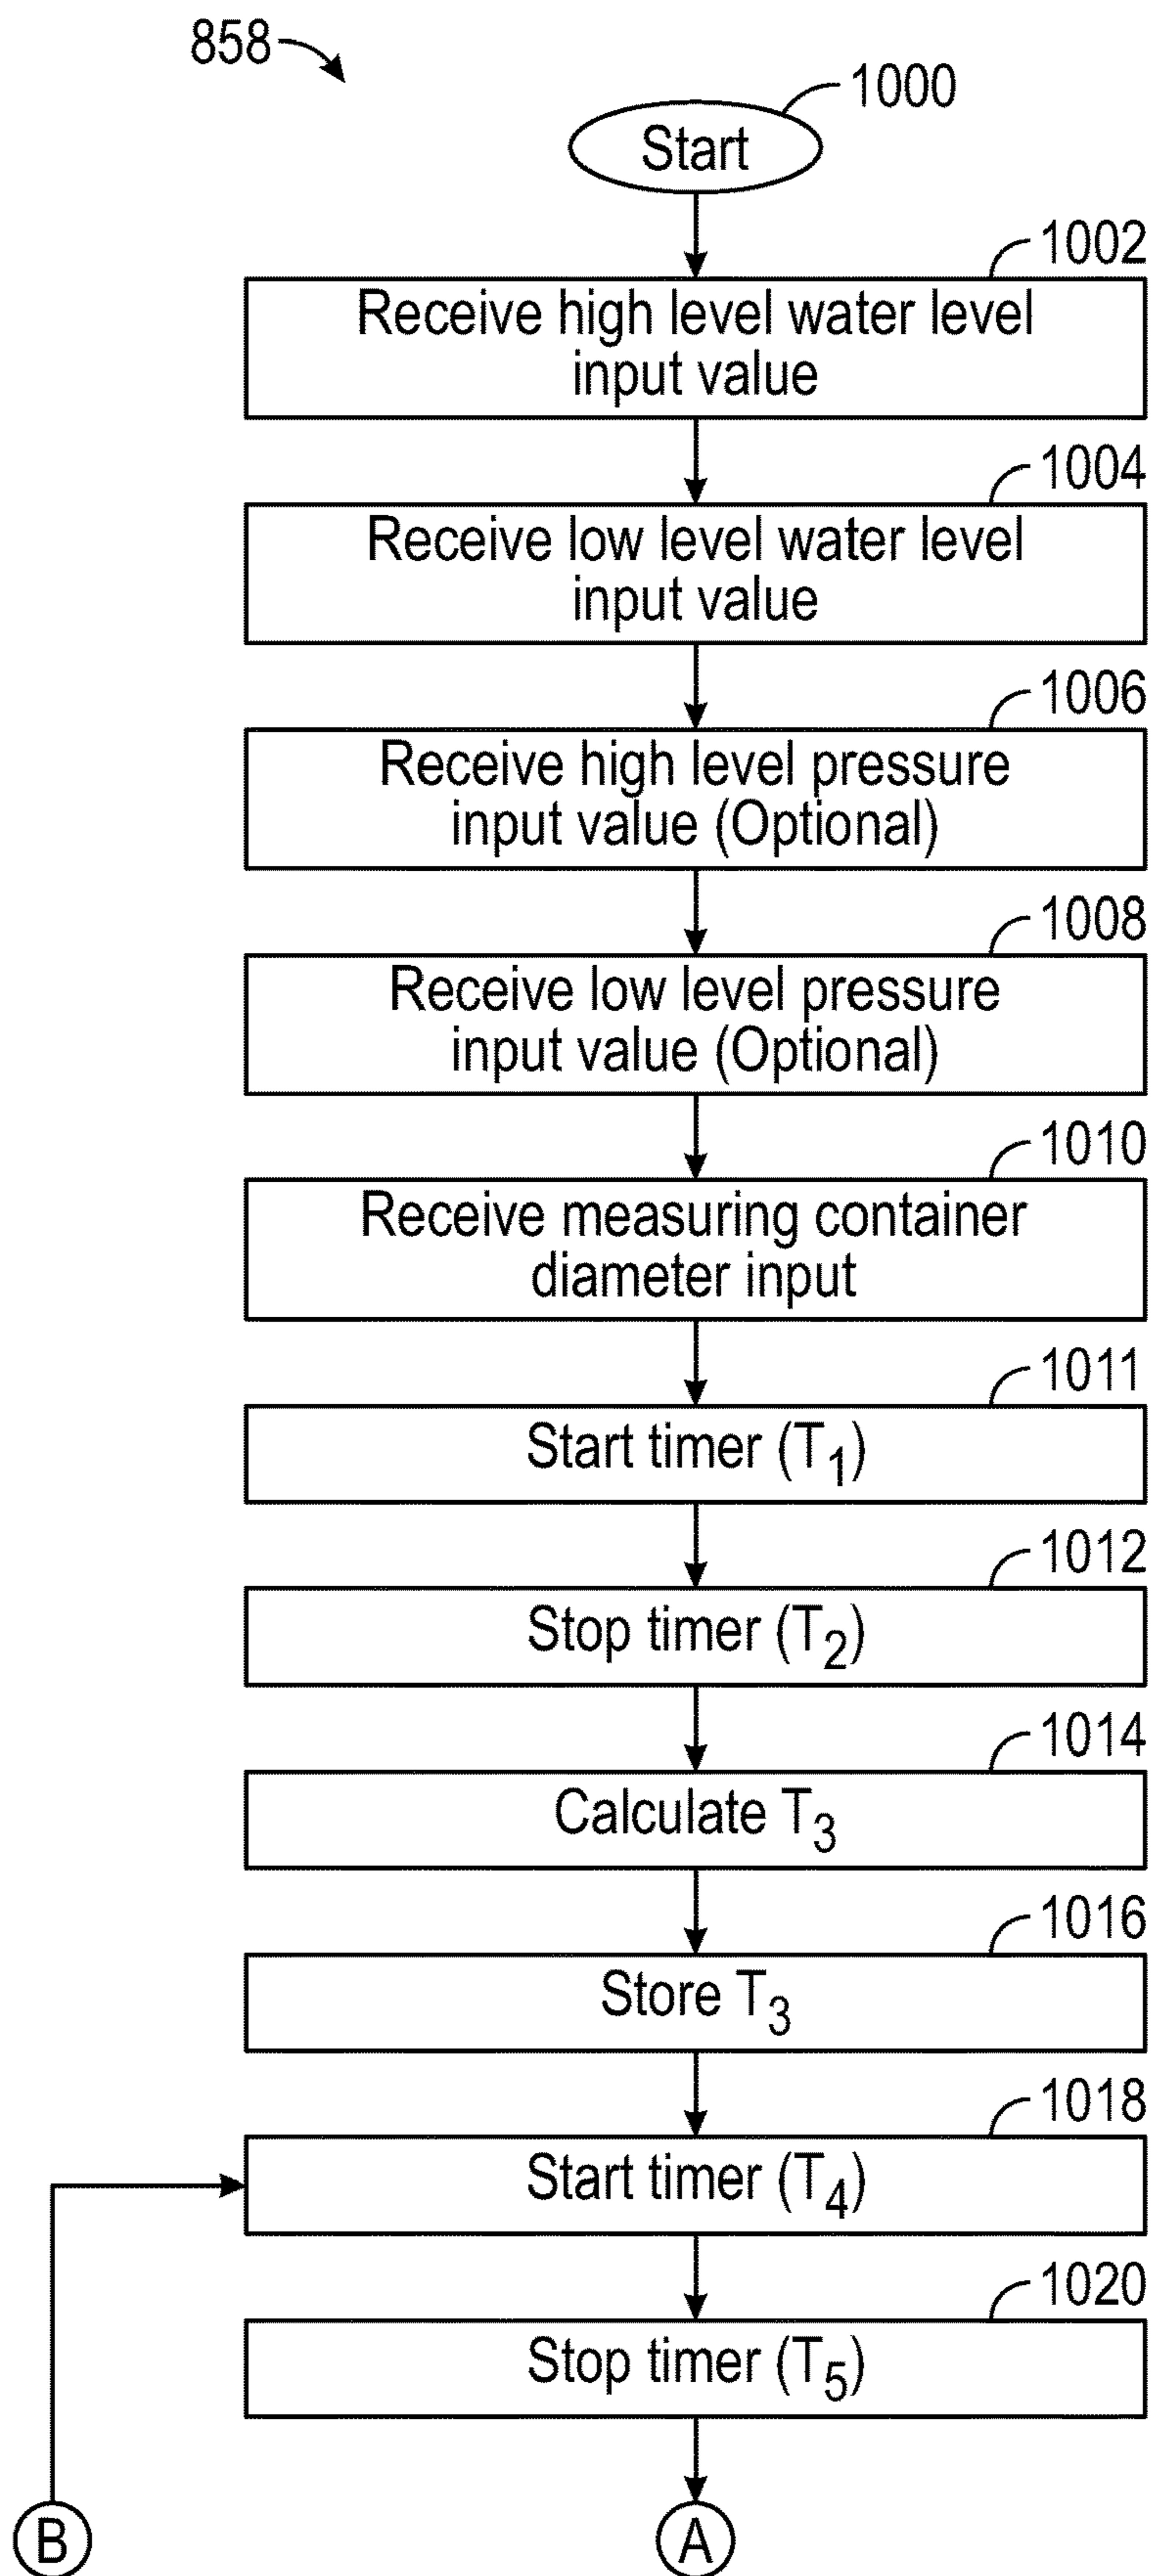 858
1000
Start
1002
Receive high level water level
input value
1004
Receive low level water level
input value
1006
Receive high level pressure
input value (Optional)
1008
Receive low level pressure
input value (Optional)
1010
Receive measuring container
diameter input
1011
Start timer (T1)
1012
Stop timer (T2)
1014
Calculate T3
1016
Store T3
1018
Start timer (T4)
1020
Stop timer (T5)
B
A